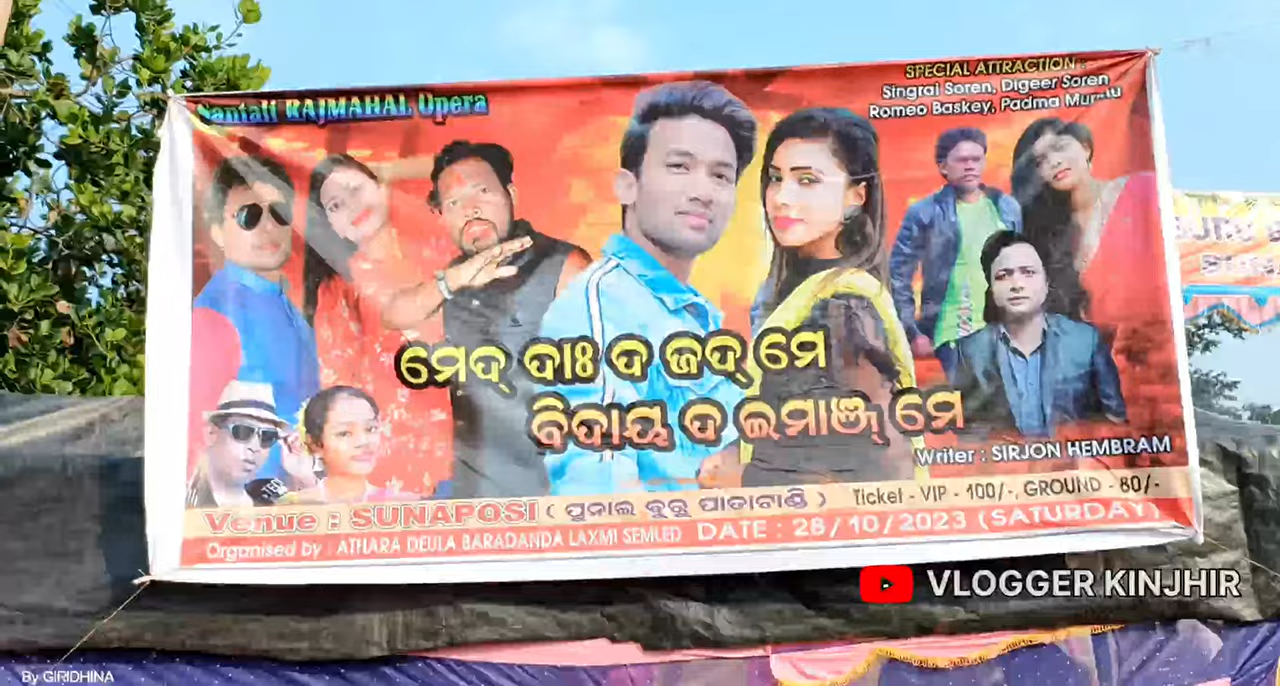 Santali RAJMAHAL Opera
SPECIAL ATTRACTION :
Singrai Soren, Digeer Soren
Romeo Baskey, Padma Murmu
ମେଦ୍ ଦାଃ ଦ ଜଦ୍ ମେ
ବିଦାୟ ଦ ଇମାଞ୍ ମେ
Writer : SIRJON HEMBRAM
Venue : SUNAPOSI ( ପୁନାଇ ବୁରୁ ପାଡାଟାଣ୍ଡି ) Ticket - VIP - 100/-, GROUND - 80/-
Organised by : ATHARA DEULA BARADANDA LAXMI SEMLED DATE : 28/10/2023 (SATURDAY)
VLOGGER KINJHIR
By GIRIDHINA